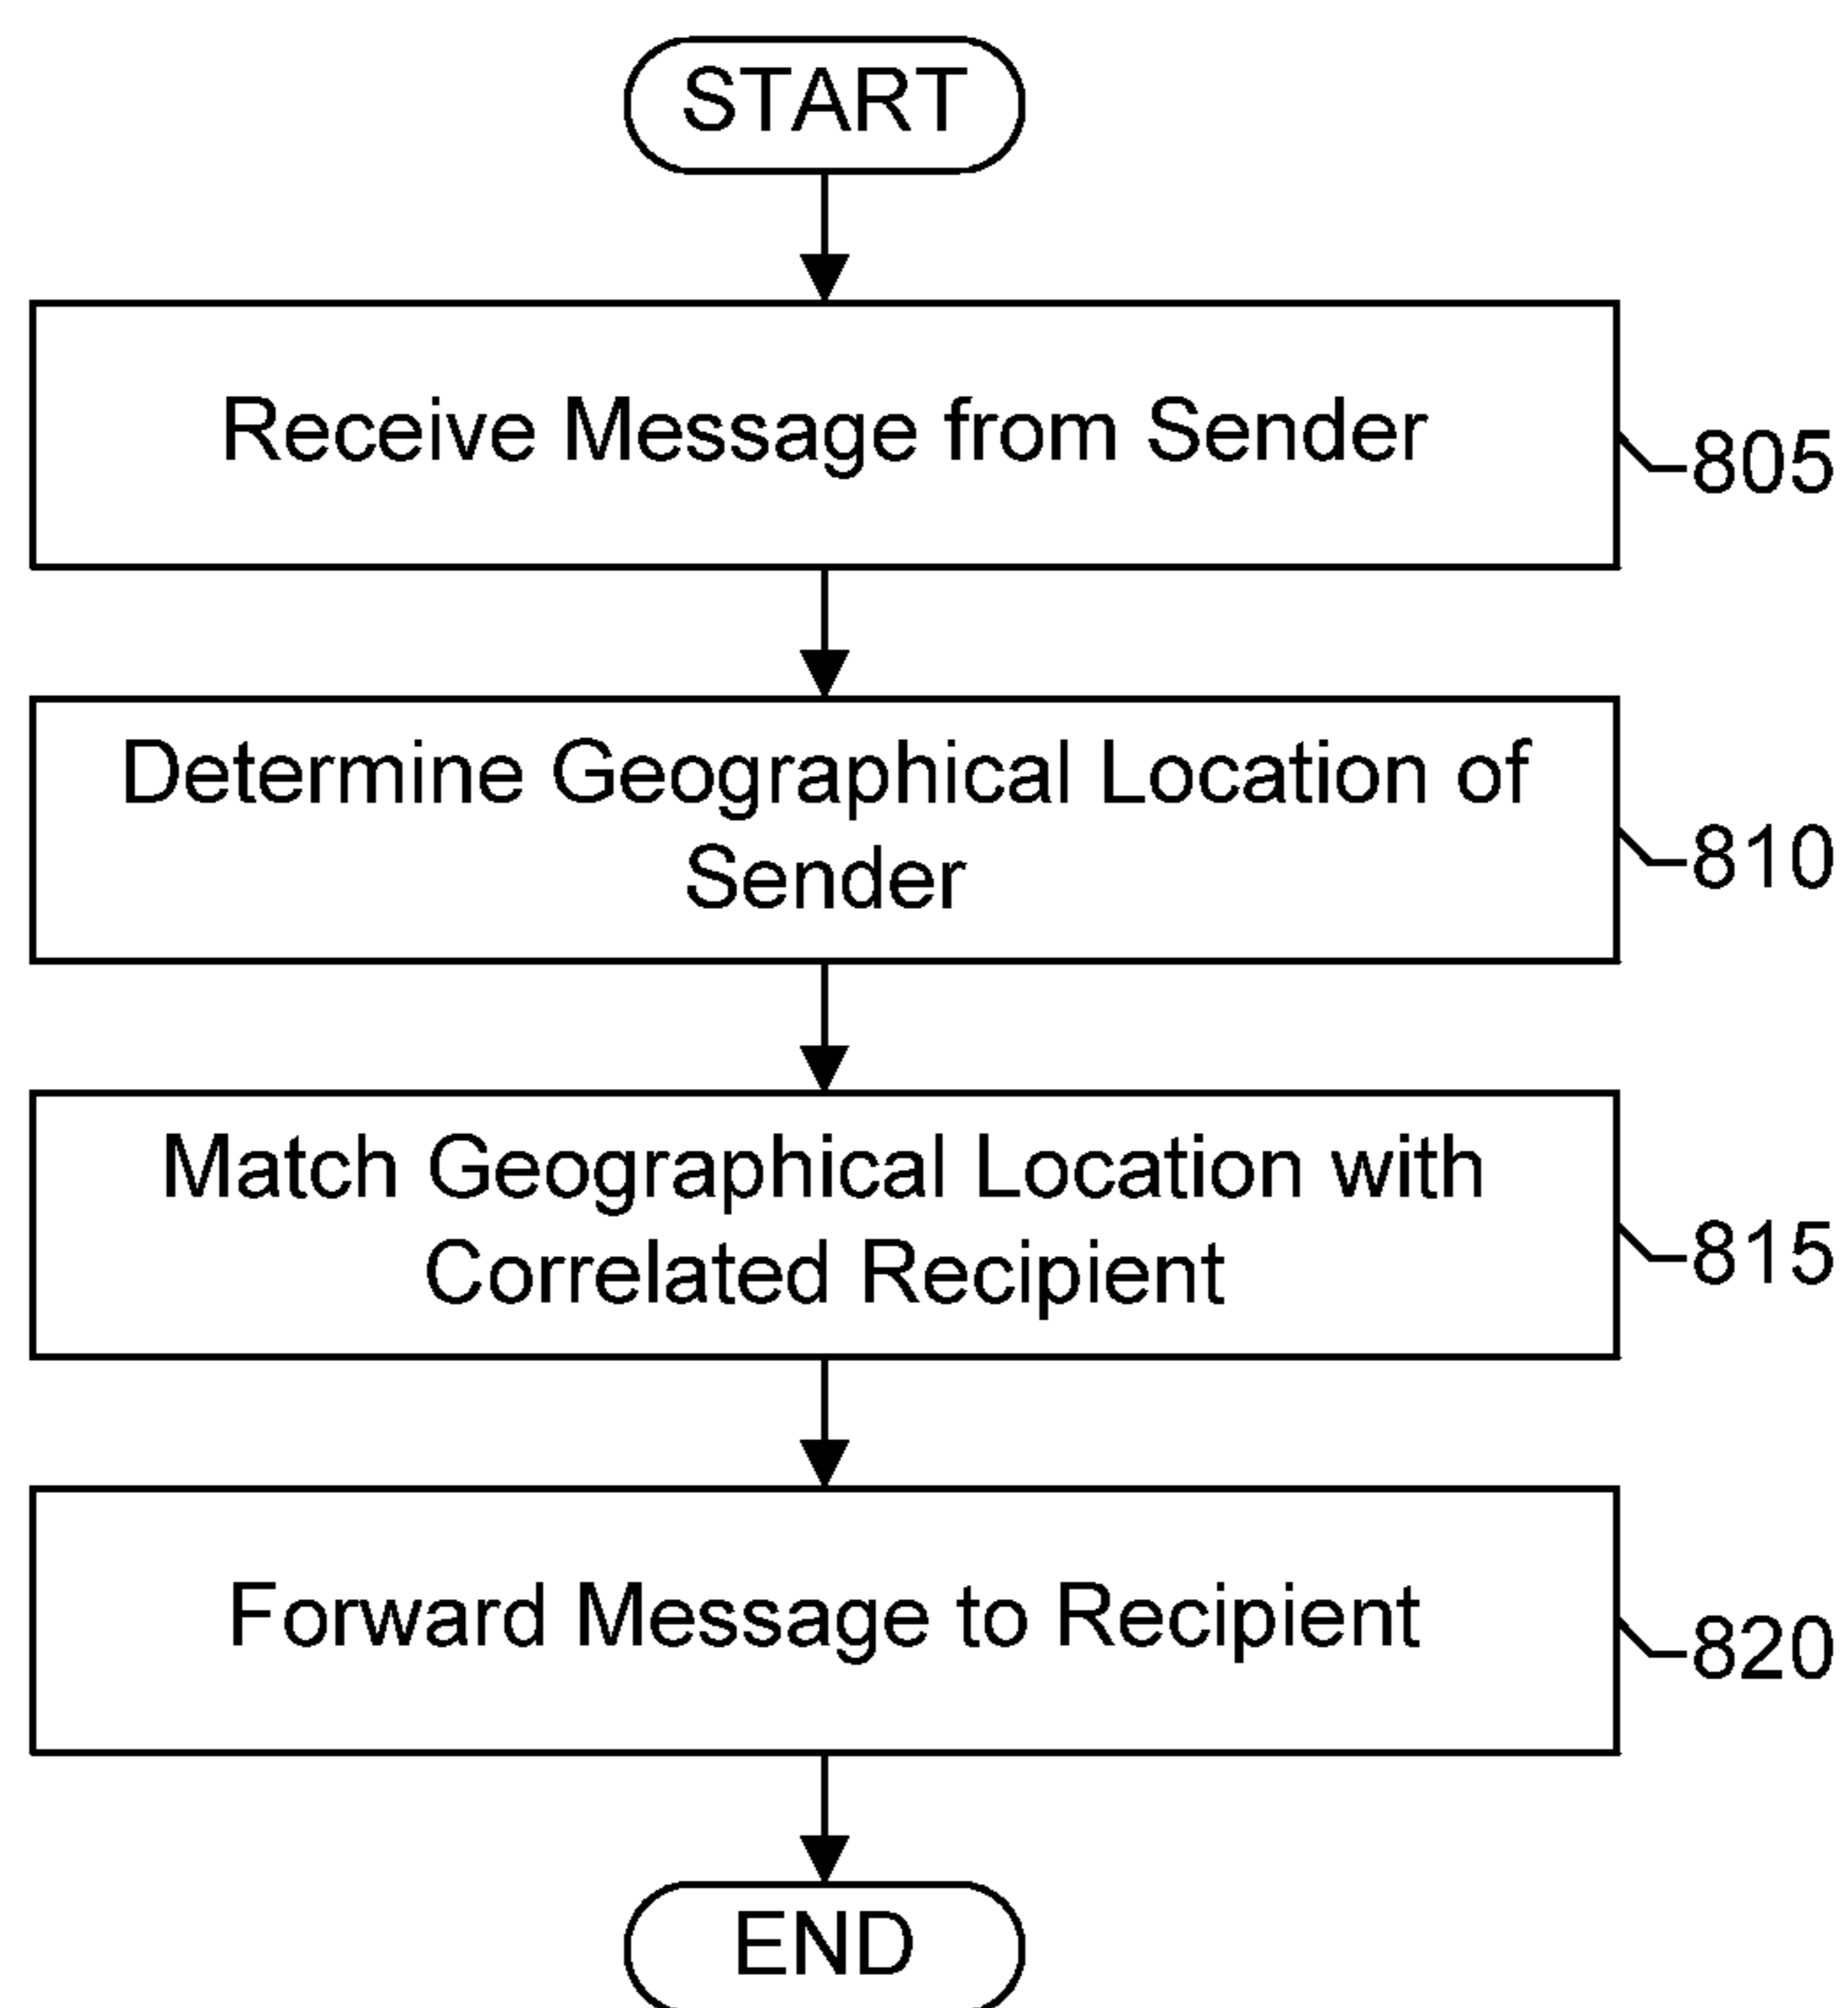 START
Receive Message from Sender
805
Determine Geographical Location of
Sender
810
Match Geographical Location with
Correlated Recipient
815
Forward Message to Recipient
820
END